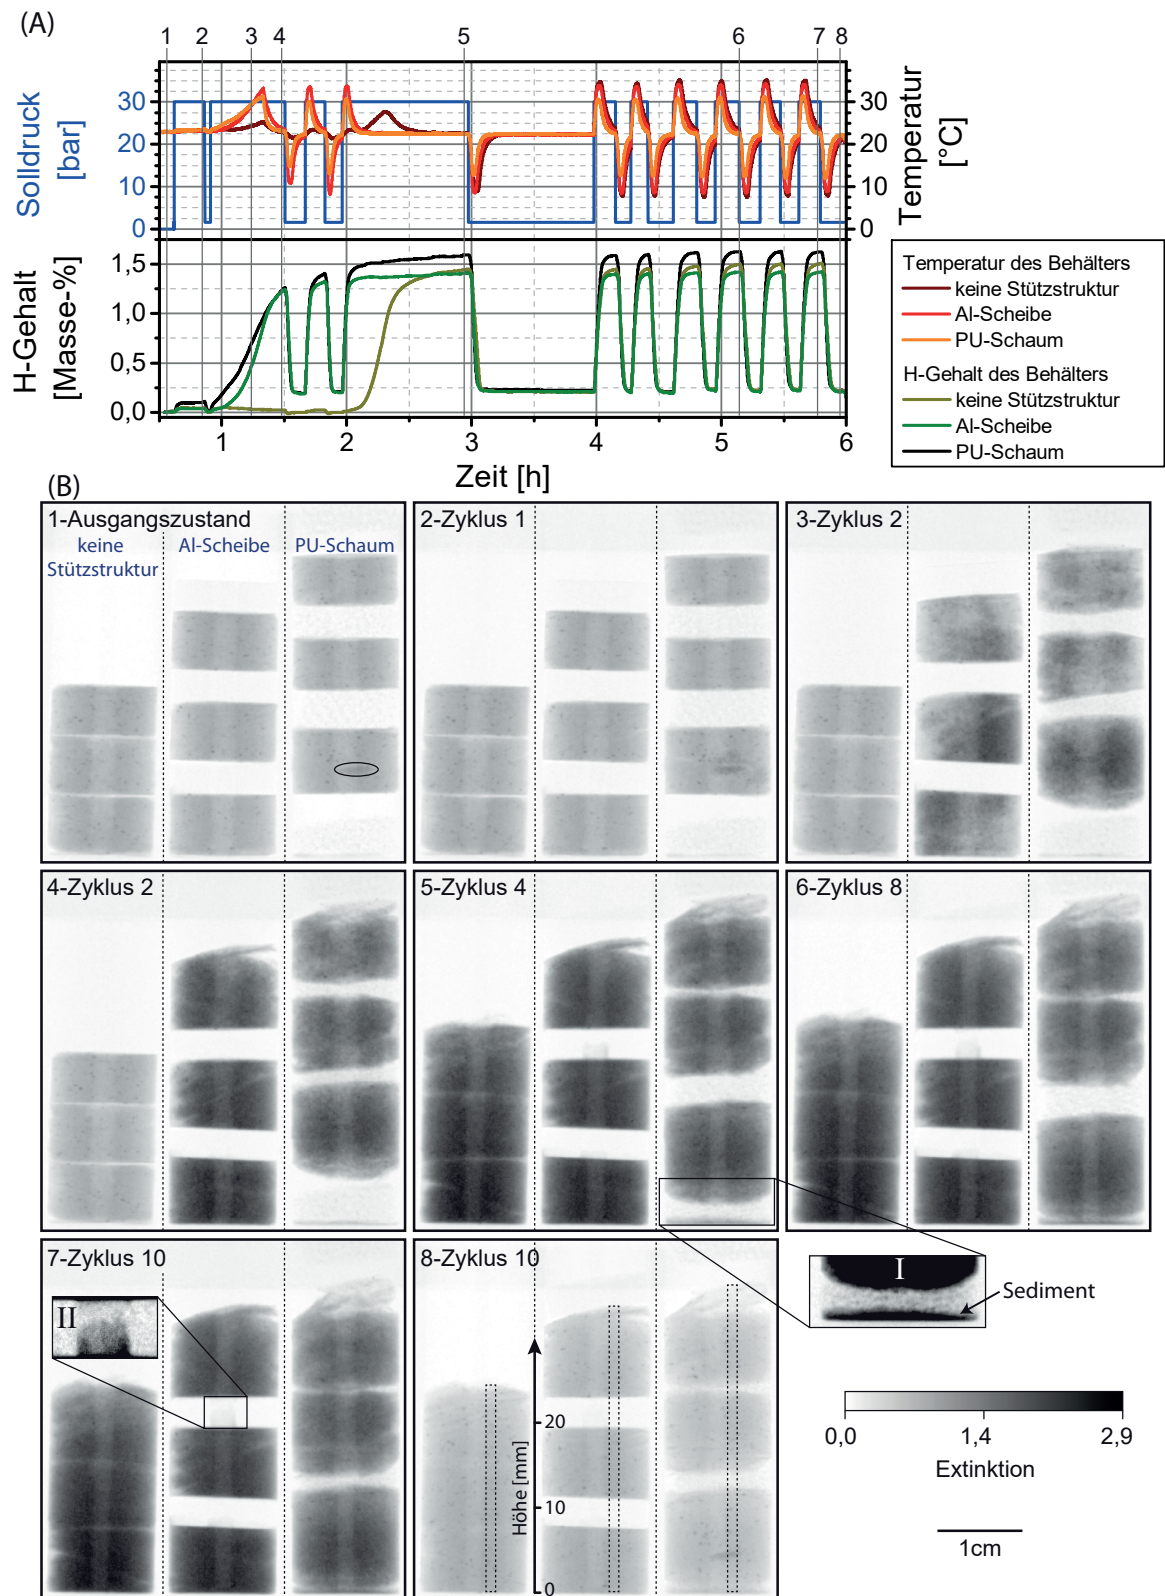 (A)
1 2 3 4 5 6 7 8
Solldruck
[bar]
30
20
10
0
30
20
10
0
Temperatur
[°C]
H-Gehalt
[Masse-%]
1,5
1,0
0,5
0,0
1 2 3 4 5 6
Zeit [h]
Temperatur des Behälters
keine Stützstruktur
Al-Scheibe
PU-Schaum
H-Gehalt des Behälters
keine Stützstruktur
Al-Scheibe
PU-Schaum
(B)
1-Ausgangszustand
keine
Stützstruktur
Al-Scheibe
PU-Schaum
2-Zyklus 1
3-Zyklus 2
4-Zyklus 2
5-Zyklus 4
6-Zyklus 8
7-Zyklus 10
II
8-Zyklus 10
Höhe [mm]
20
10
0
I
Sediment
0,0 1,4 2,9
Extinktion
1cm